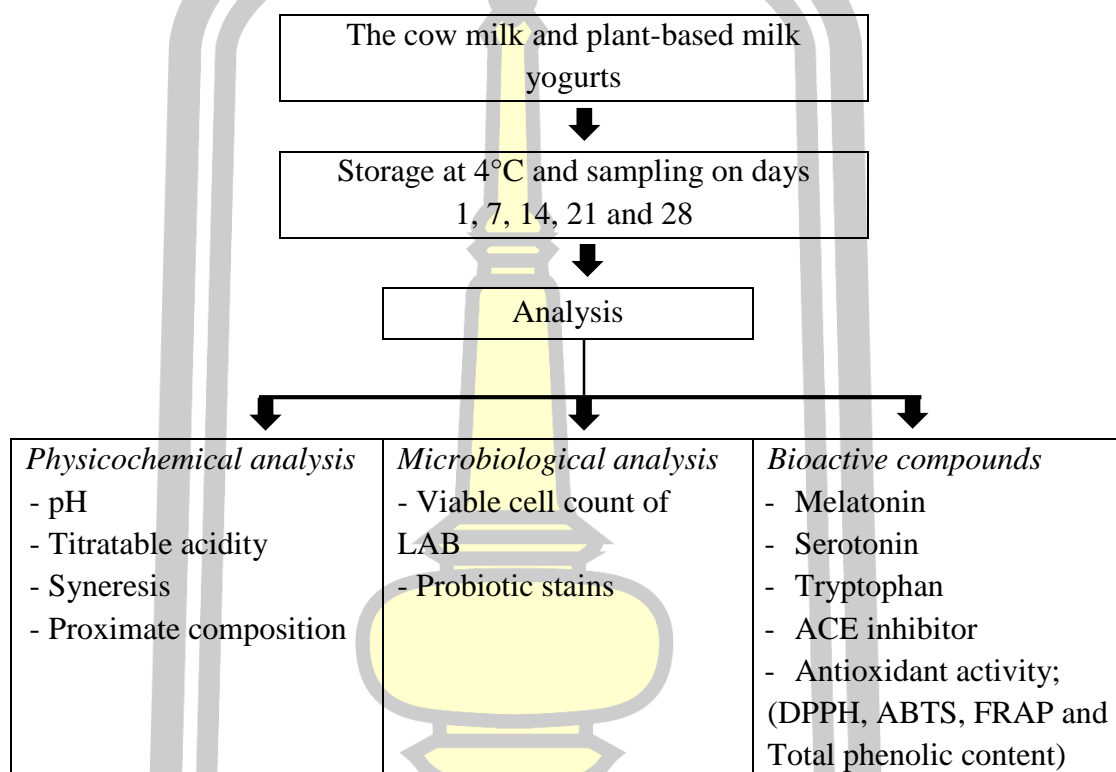 The cow milk and plant-based milk
yogurts
Storage at 4°C and sampling on days
1, 7, 14, 21 and 28
Analysis
Physicochemical analysis
- pH
- Titratable acidity
- Syneresis
- Proximate composition
Microbiological analysis
- Viable cell count of
LAB
- Probiotic stains
Bioactive compounds
- Melatonin
- Serotonin
- Tryptophan
- ACE inhibitor
- Antioxidant activity;
(DPPH, ABTS, FRAP and
Total phenolic content)